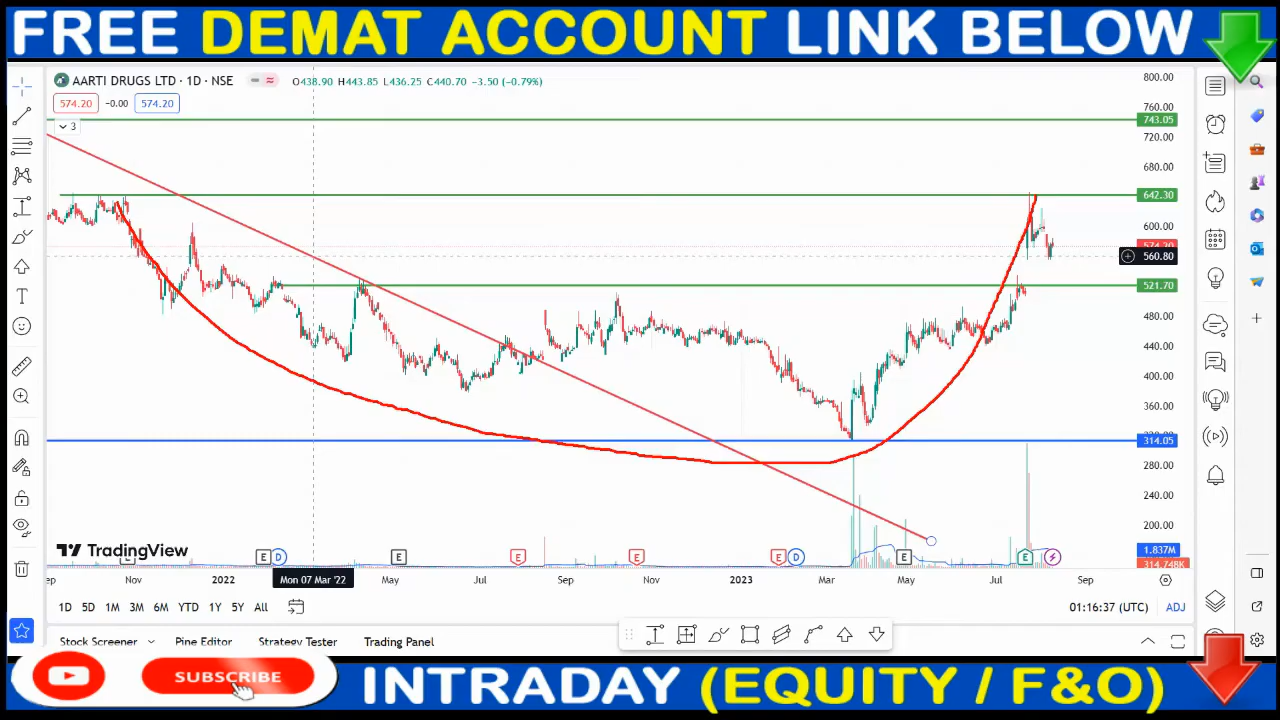 FREE DEMAT ACCOUNT LINK BELOW
AARTI DRUGS LTD · 1D · NSE
O438.90 H443.85 L436.25 C440.70 -3.50 (-0.79%)
574.20 -0.00 574.20
3
800.00
760.00
743.05
720.00
680.00
642.30
600.00
574.20
560.80
521.70
480.00
440.00
400.00
360.00
314.05
280.00
240.00
200.00
1.837M
314.748K
E D E E E E D E E
TradingView
Nov 2022 Mon 07 Mar '22 May Jul Sep Nov 2023 Mar May Jul Sep
1D 5D 1M 3M 6M YTD 1Y 5Y All
01:16:37 (UTC) ADJ
Stock Screener Pine Editor Strategy Tester Trading Panel
SUBSCRIBE
INTRADAY (EQUITY / F&O)